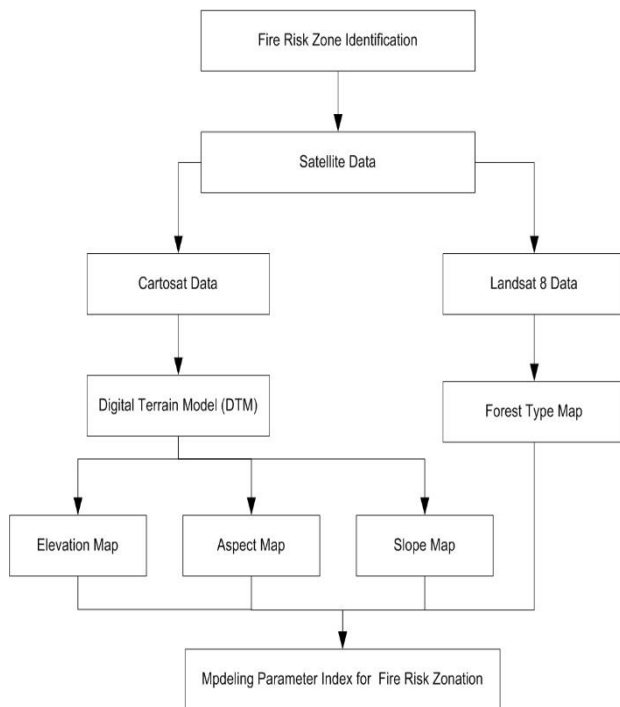 Fire Risk Zone Identification
Satellite Data
Cartosat Data
Landsat 8 Data
Digital Terrain Model (DTM)
Forest Type Map
Elevation Map
Aspect Map
Slope Map
Mpdeling Parameter Index for Fire Risk Zonation